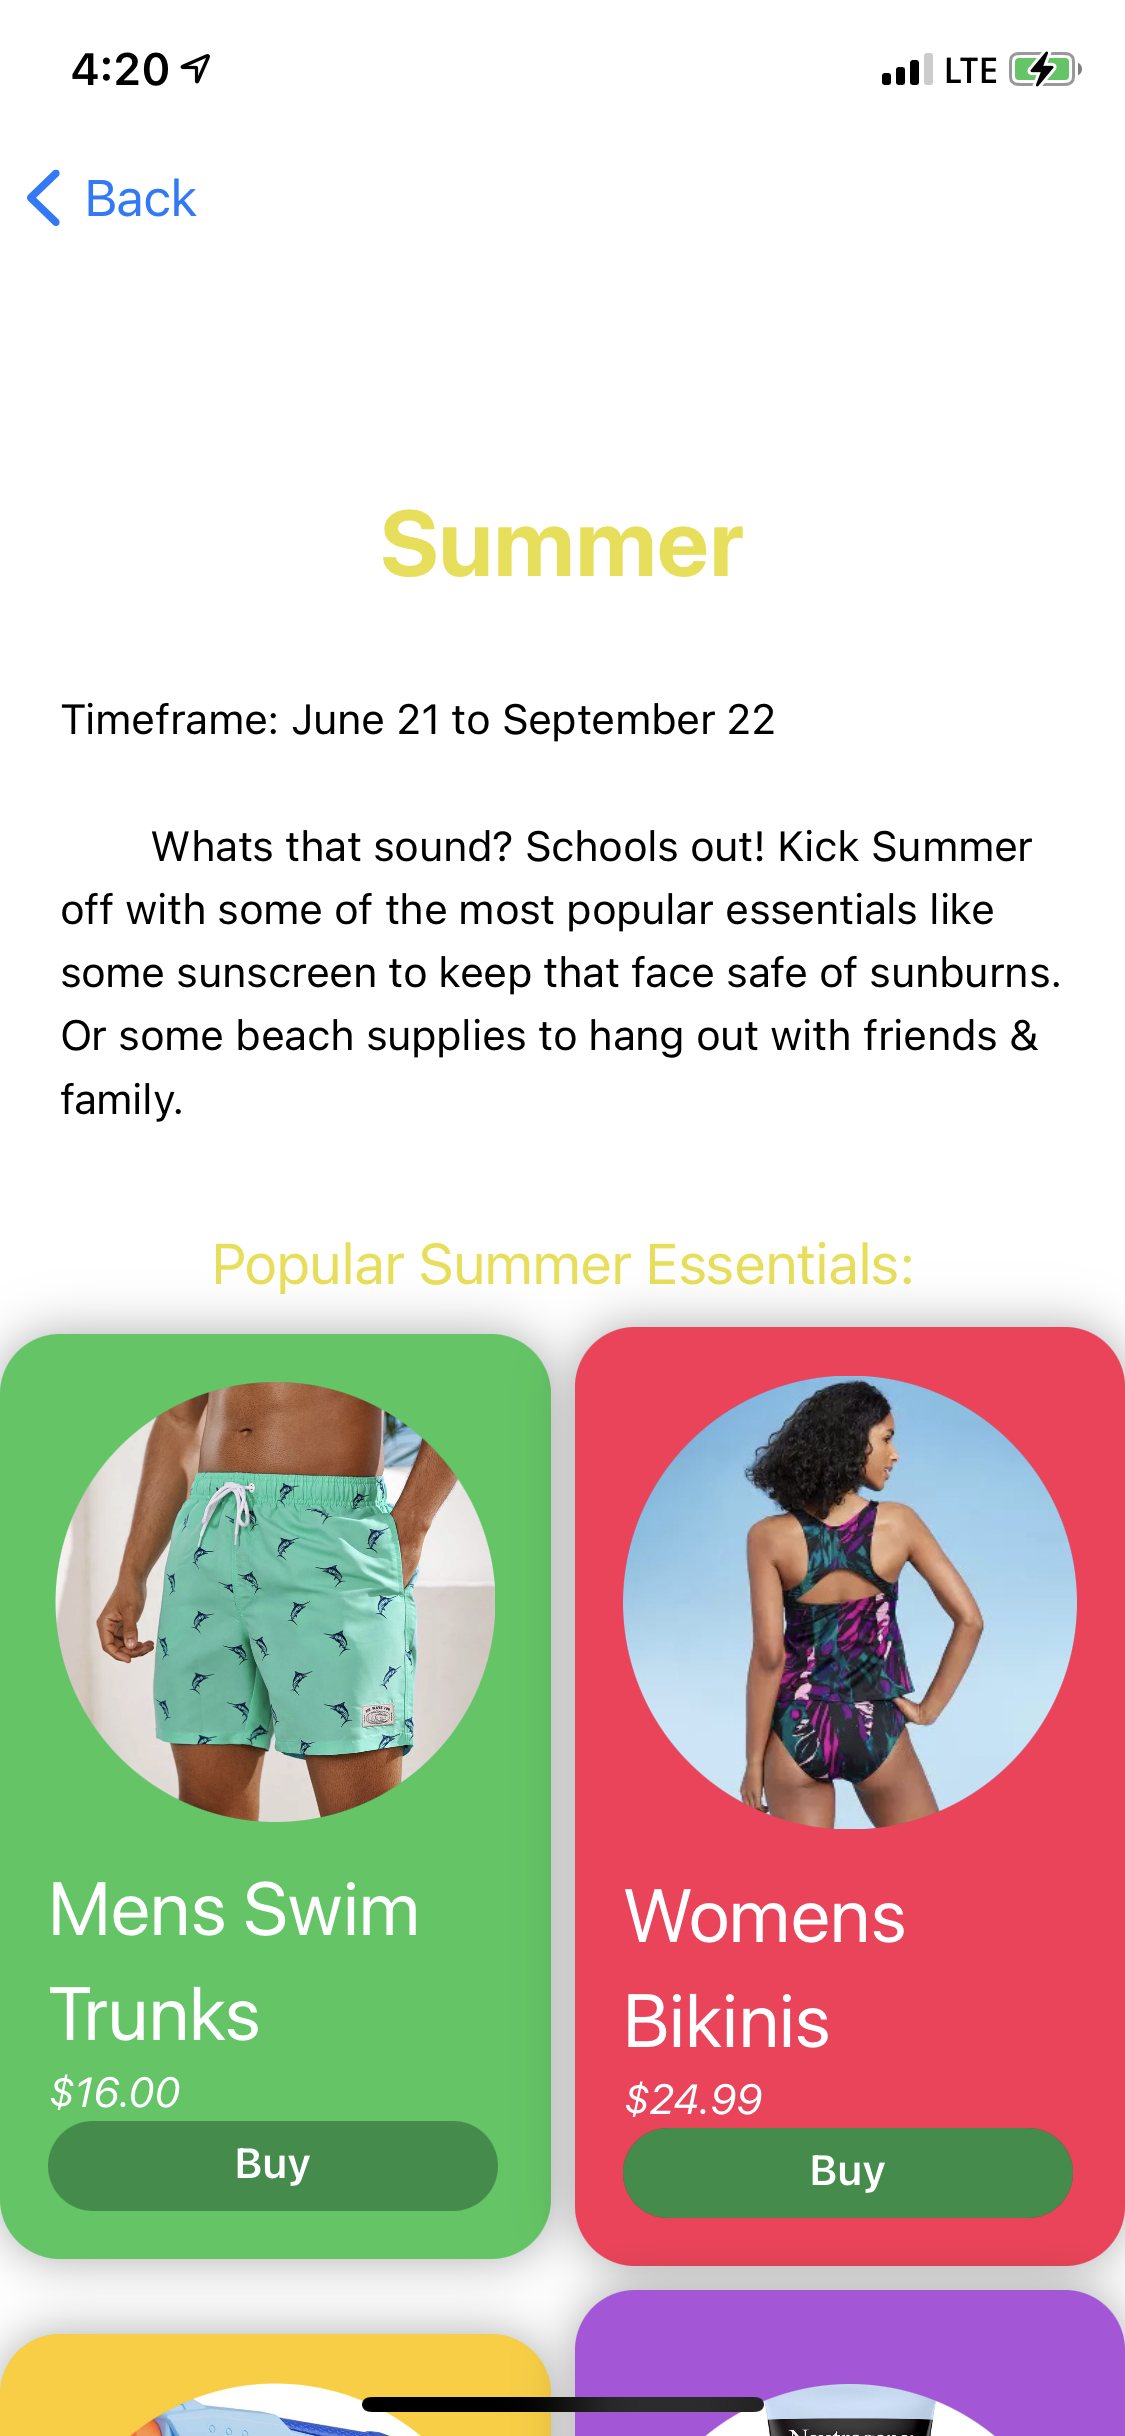 4:20
LTE
Back
Summer
Timeframe: June 21 to September 22
Whats that sound? Schools out! Kick Summer
off with some of the most popular essentials like
some sunscreen to keep that face safe of sunburns.
Or some beach supplies to hang out with friends &
family.
Popular Summer Essentials:
Mens Swim
Trunks
$16.00
Buy
Womens
Bikinis
$24.99
Buy